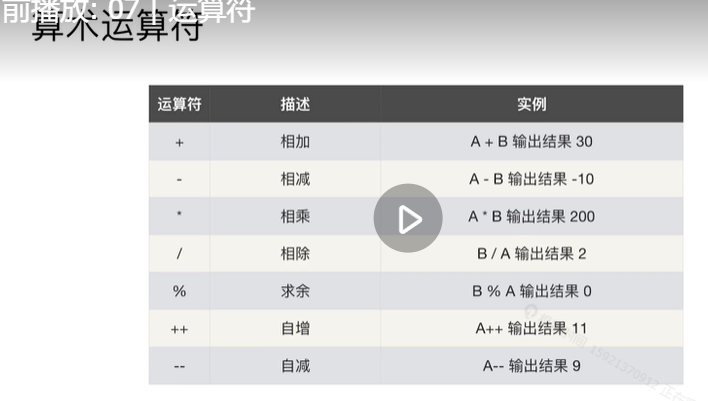 前播放: 07 | 运算符
算术运算符
运算符 描述 实例
+ 相加 A + B 输出结果 30
- 相减 A - B 输出结果 -10
* 相乘 A * B 输出结果 200
/ 相除 B / A 输出结果 2
% 求余 B % A 输出结果 0
++ 自增 A++ 输出结果 11
-- 自减 A-- 输出结果 9